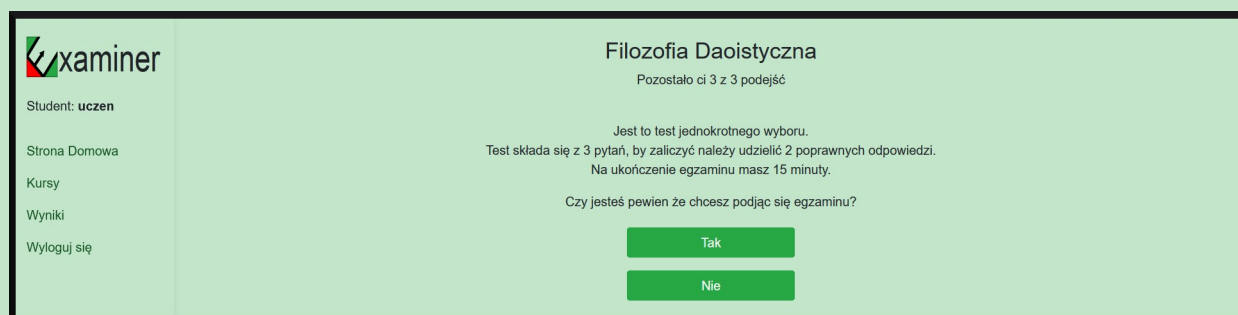 Examiner
Student: uczen
Strona Domowa
Kursy
Wyniki
Wyloguj się
Filozofia Daoistyczna
Pozostało ci 3 z 3 podejść
Jest to test jednokrotnego wyboru.
Test składa się z 3 pytań, by zaliczyć należy udzielić 2 poprawnych odpowiedzi.
Na ukończenie egzaminu masz 15 minuty.
Czy jesteś pewien że chcesz podjąc się egzaminu?
Tak
Nie